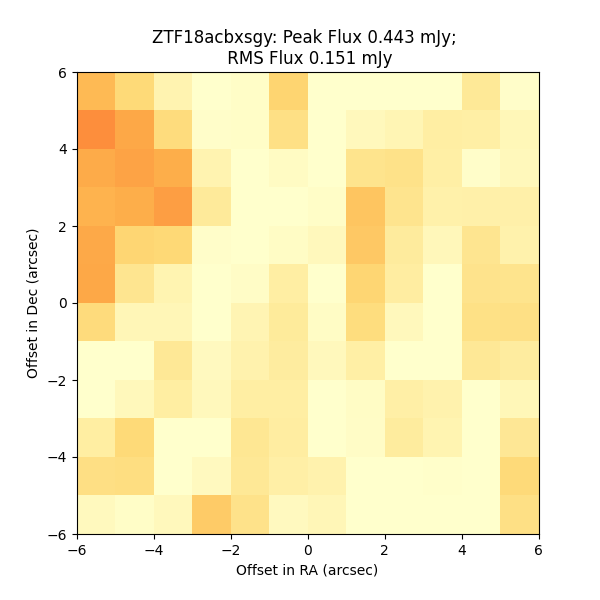 ZTF18acbxsgy: Peak Flux 0.443 mJy;
RMS Flux 0.151 mJy
6
4
2
0
−2
−4
−6
Offset in Dec (arcsec)
−6 −4 −2 0 2 4 6
Offset in RA (arcsec)